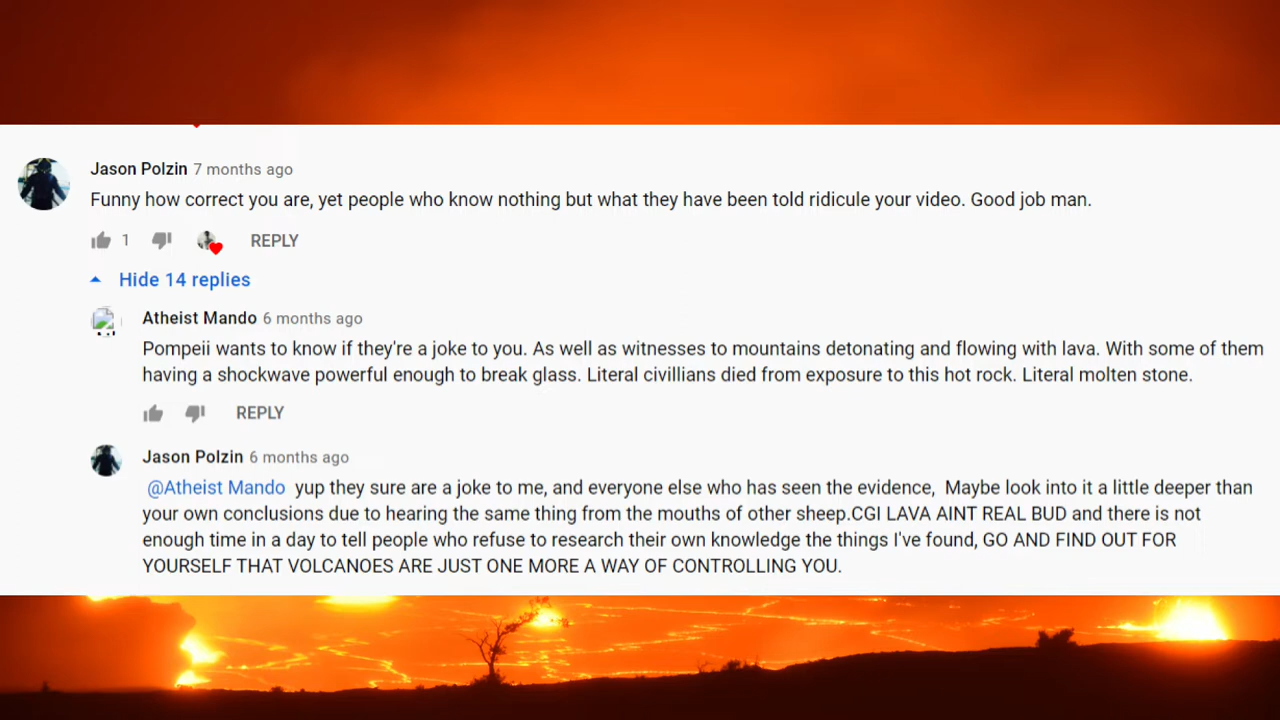 Jason Polzin 7 months ago
Funny how correct you are, yet people who know nothing but what they have been told ridicule your video. Good job man.
1 REPLY
Hide 14 replies
Atheist Mando 6 months ago
Pompeii wants to know if they're a joke to you. As well as witnesses to mountains detonating and flowing with lava. With some of them
having a shockwave powerful enough to break glass. Literal civillians died from exposure to this hot rock. Literal molten stone.
REPLY
Jason Polzin 6 months ago
@Atheist Mando yup they sure are a joke to me, and everyone else who has seen the evidence, Maybe look into it a little deeper than
your own conclusions due to hearing the same thing from the mouths of other sheep.CGI LAVA AINT REAL BUD and there is not
enough time in a day to tell people who refuse to research their own knowledge the things I've found, GO AND FIND OUT FOR
YOURSELF THAT VOLCANOES ARE JUST ONE MORE A WAY OF CONTROLLING YOU.